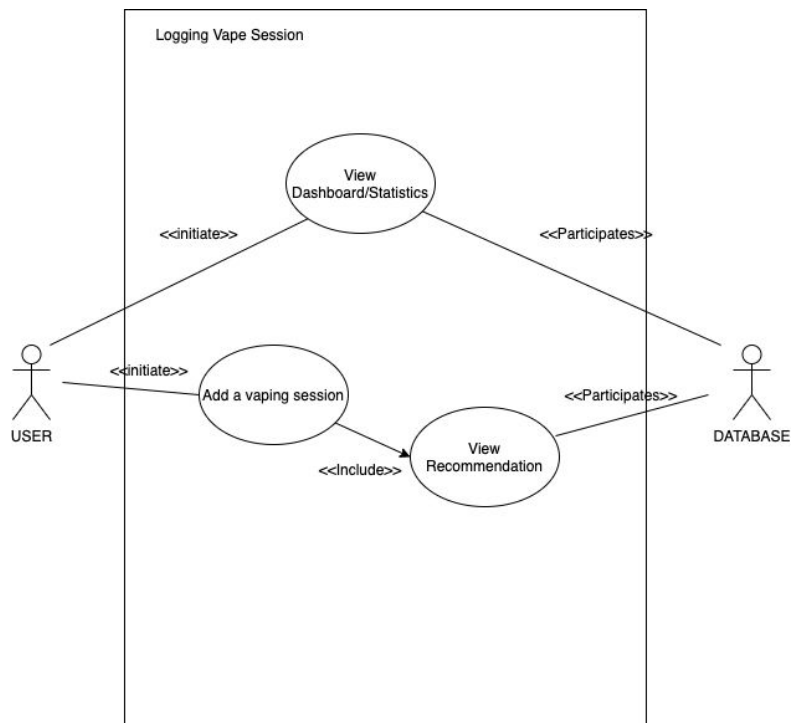 Logging Vape Session
View
Dashboard/Statistics
<<initiate>>
<<Participates>>
<<initiate>>
Add a vaping session
<<Participates>>
USER
DATABASE
View
Recommendation
<<Include>>